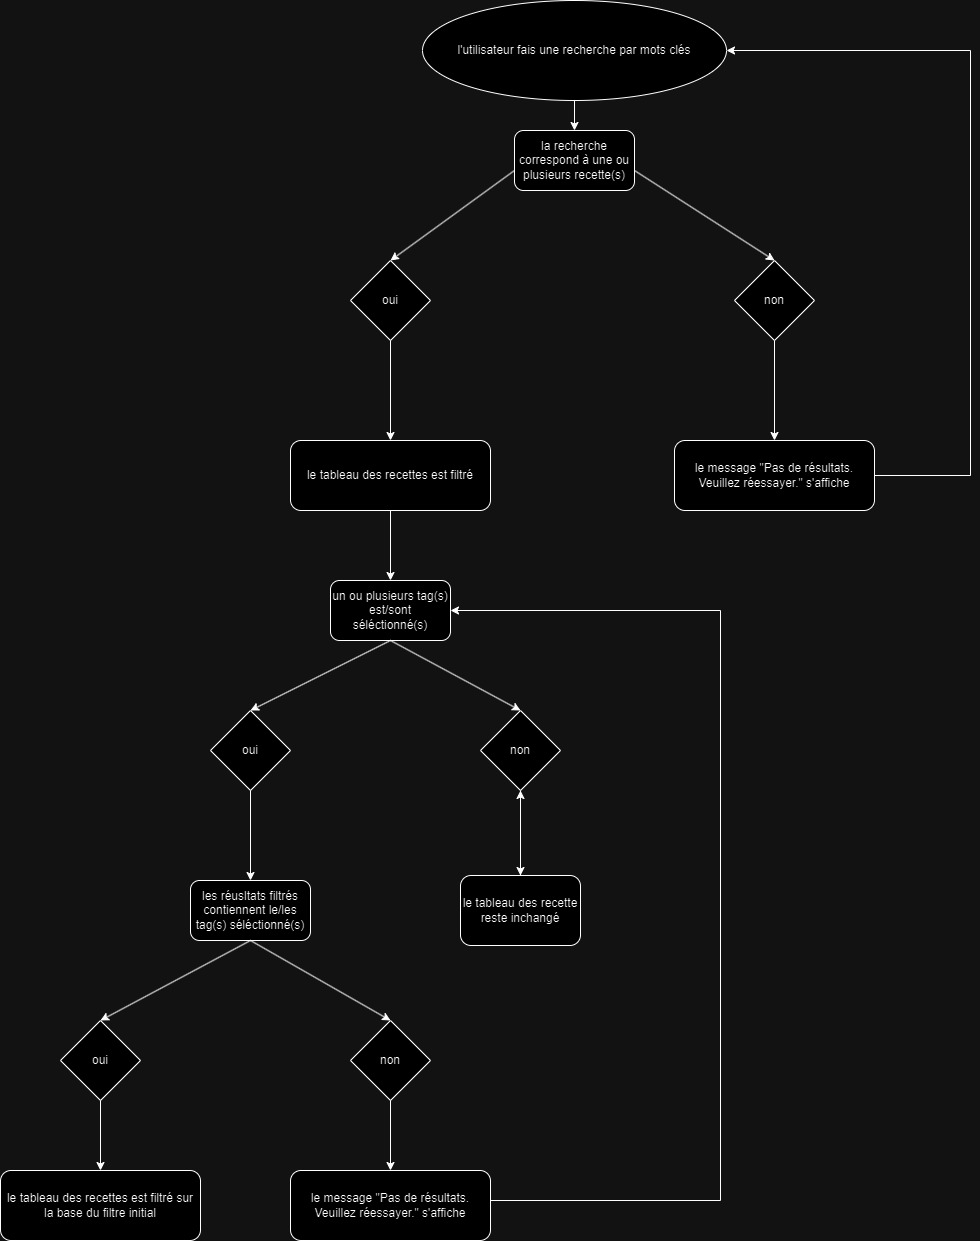 l'utilisateur fais une recherche par mots clés
la recherche
correspond à une ou
plusieurs recette(s)
oui
non
le tableau des recettes est filtré
le message "Pas de résultats.
Veuillez réessayer." s'affiche
un ou plusieurs tag(s)
est/sont
séléctionné(s)
oui
non
les réusltats filtrés
contiennent le/les
tag(s) séléctionné(s)
le tableau des recette
reste inchangé
oui
non
le tableau des recettes est filtré sur
la base du filtre initial
le message "Pas de résultats.
Veuillez réessayer." s'affiche